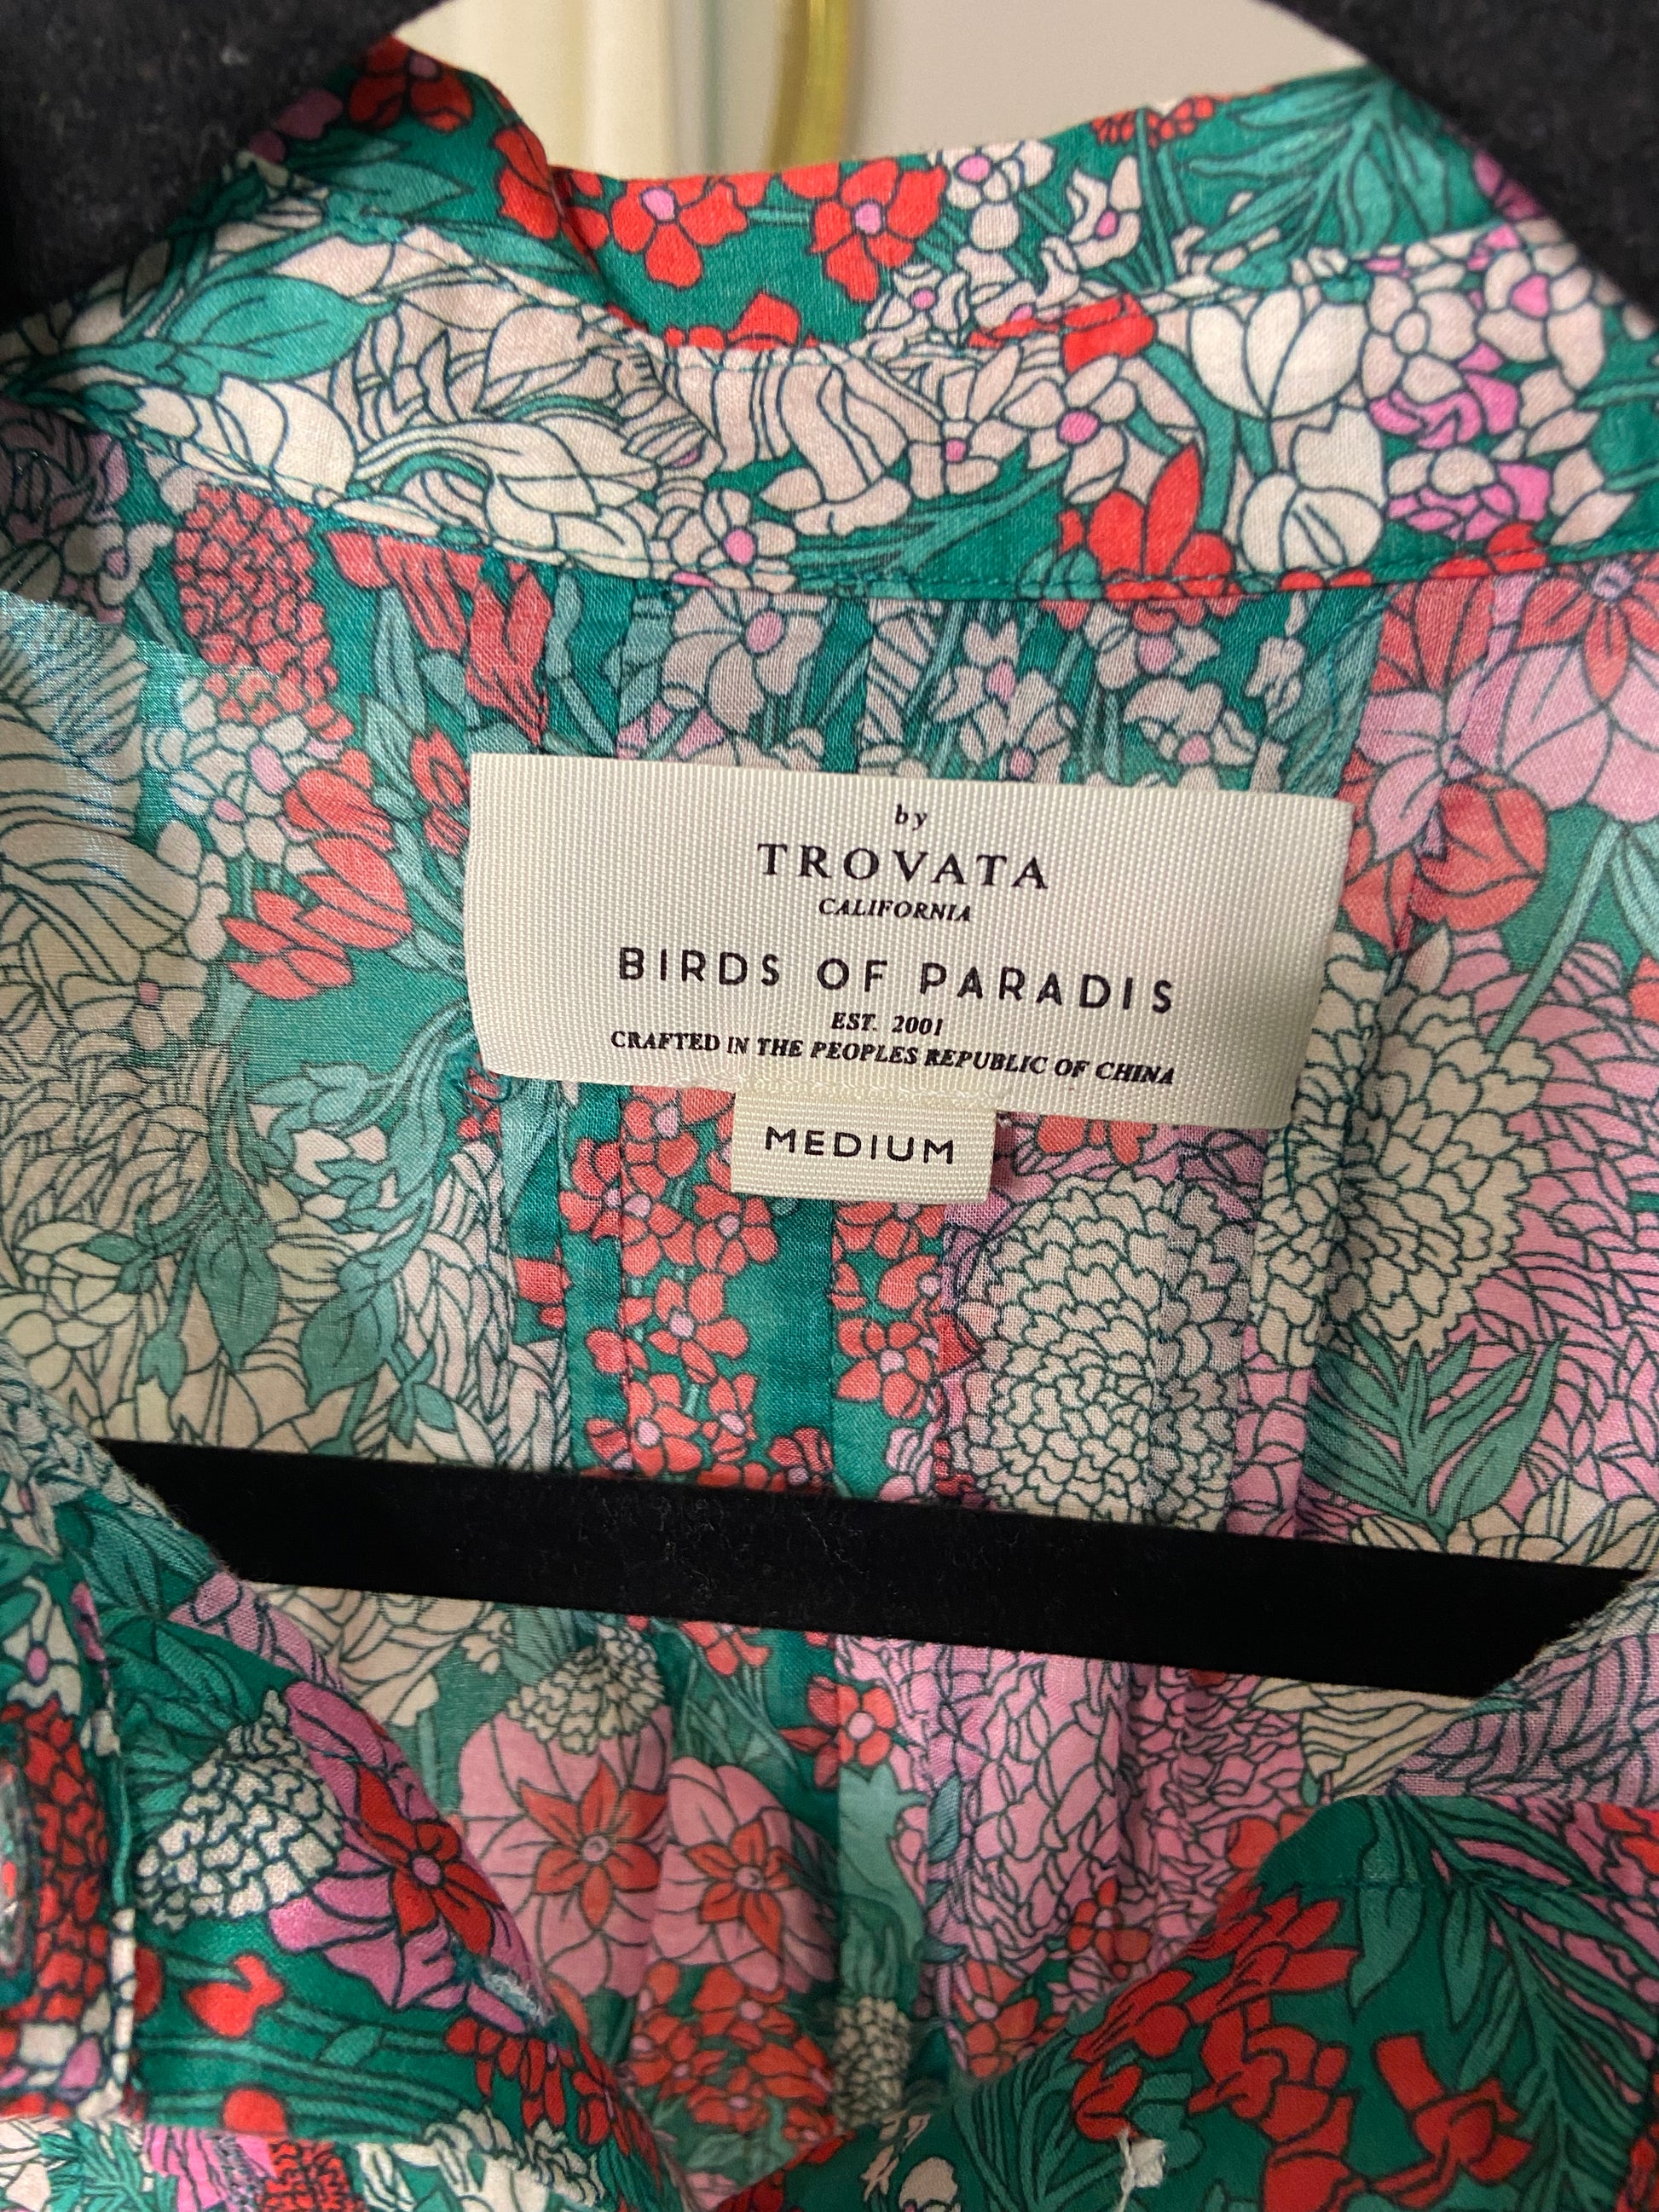 by
TROVATA
CALIFORNIA
BIRDS OF PARADIS
EST. 2001
CRAFTED IN THE PEOPLES REPUBLIC OF CHINA
MEDIUM